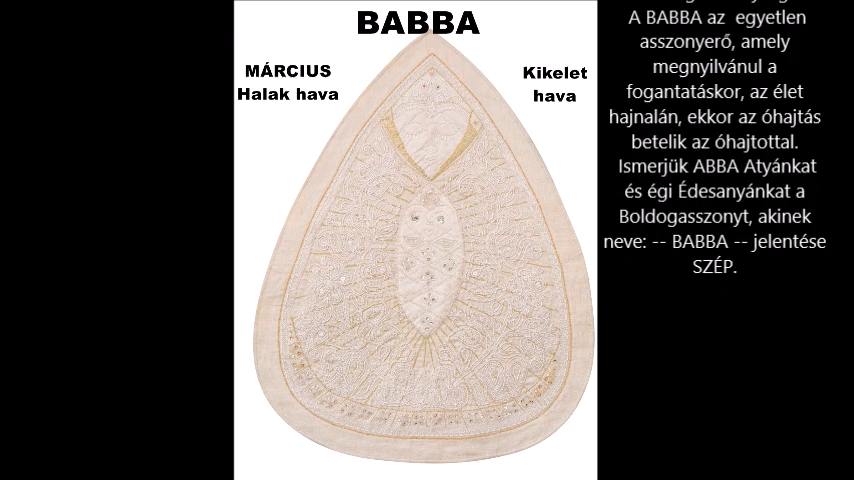 BABBA
MÁRCIUS
Halak hava
Kikelet
hava
A BABBA az egyetlen
asszonyerő, amely
megnyilvánul a
fogantatáskor, az élet
hajnalán, ekkor az óhajtás
betelik az óhajtottal.
Ismerjük ABBA Atyánkat
és égi Édesanyánkat a
Boldogasszonyt, akinek
neve: -- BABBA -- jelentése
SZÉP.